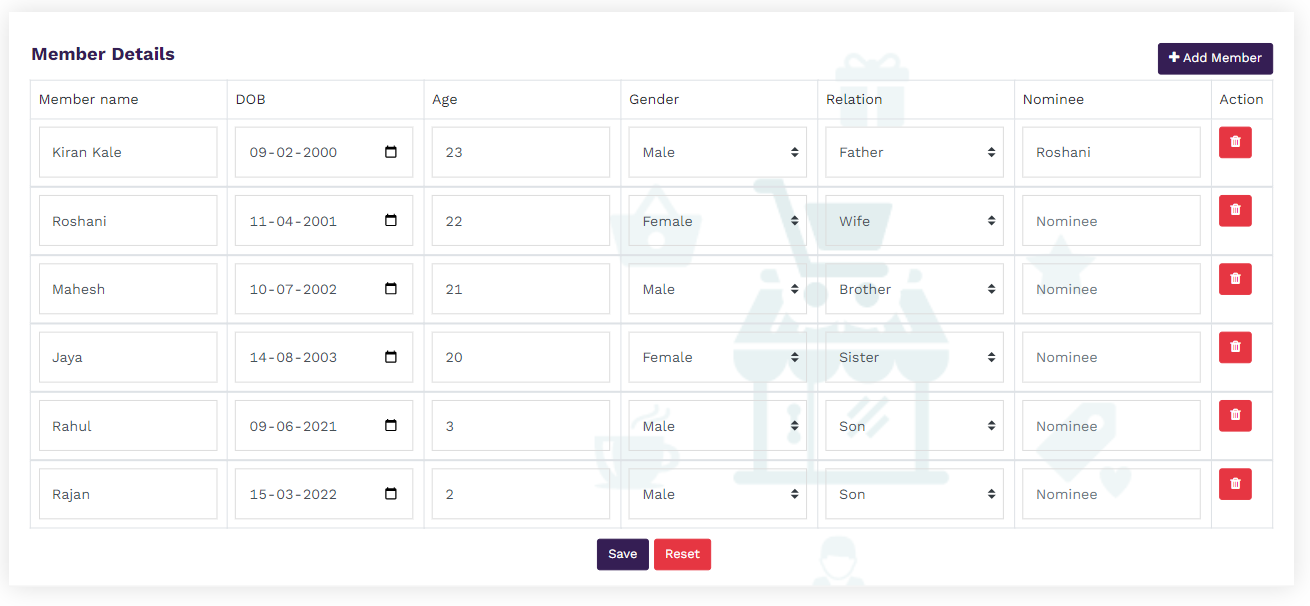 Member Details
Add Member
Member name DOB Age Gender Relation Nominee Action
Kiran Kale 09-02-2000 23 Male Father Roshani
Roshani 11-04-2001 22 Female Wife Nominee
Mahesh 10-07-2002 21 Male Brother Nominee
Jaya 14-08-2003 20 Female Sister Nominee
Rahul 09-06-2021 3 Male Son Nominee
Rajan 15-03-2022 2 Male Son Nominee
Save Reset